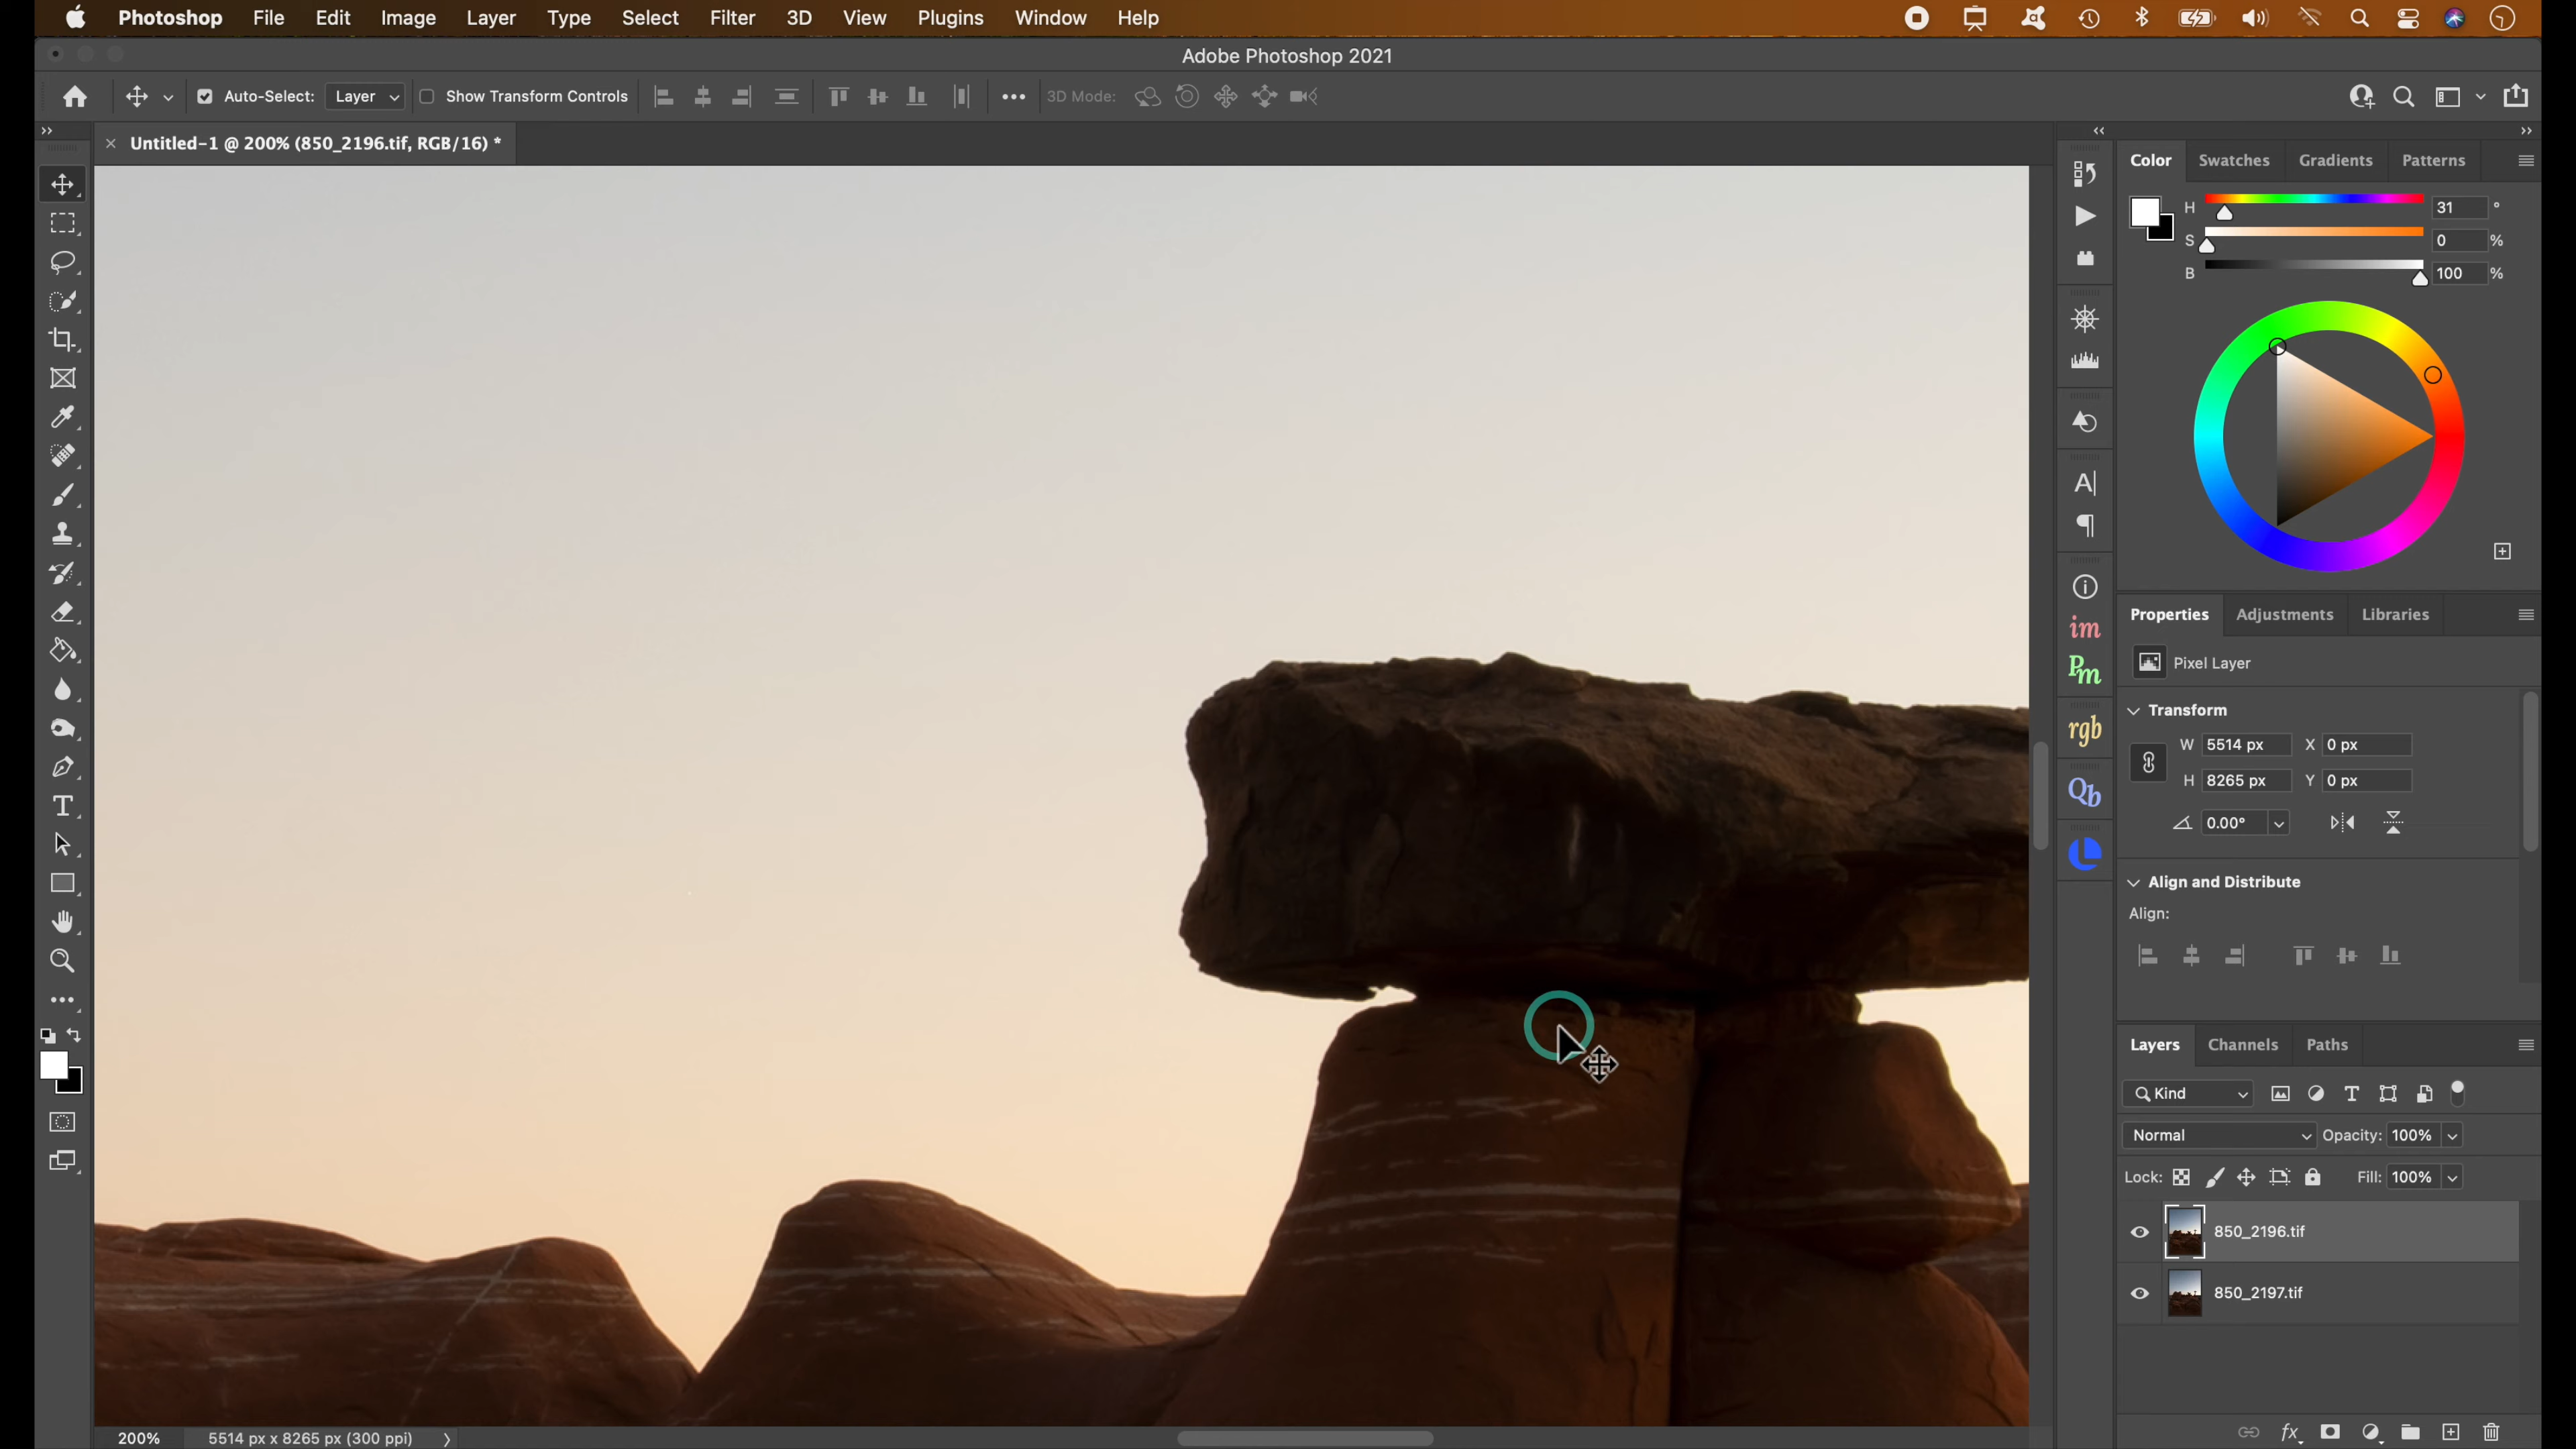 Photoshop File Edit Image Layer Type Select Filter 3D View Plugins Window Help
Adobe Photoshop 2021
Auto-Select: Layer Show Transform Controls 3D Mode:
Untitled-1 @ 200% (850_2196.tif, RGB/16) *
Color Swatches Gradients Patterns
H 31 °
S 0 %
B 100 %
Properties Adjustments Libraries
im
Pixel Layer
Pm
Transform
rgb
W 5514 px X 0 px
H 8265 px Y 0 px
Qb
0.00°
Align and Distribute
Align:
Layers Channels Paths
Kind
Normal Opacity: 100%
Lock: Fill: 100%
850_2196.tif
850_2197.tif
200% 5514 px x 8265 px (300 ppi)
fx